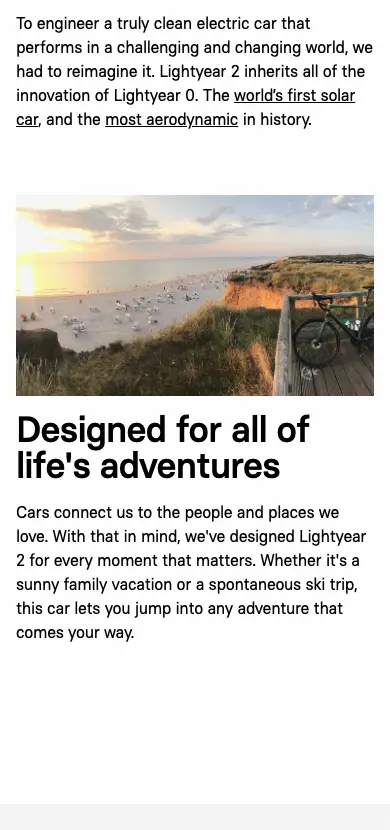 To engineer a truly clean electric car that
performs in a challenging and changing world, we
had to reimagine it. Lightyear 2 inherits all of the
innovation of Lightyear 0. The world’s first solar
car, and the most aerodynamic in history.
Designed for all of
life's adventures
Cars connect us to the people and places we
love. With that in mind, we've designed Lightyear
2 for every moment that matters. Whether it's a
sunny family vacation or a spontaneous ski trip,
this car lets you jump into any adventure that
comes your way.